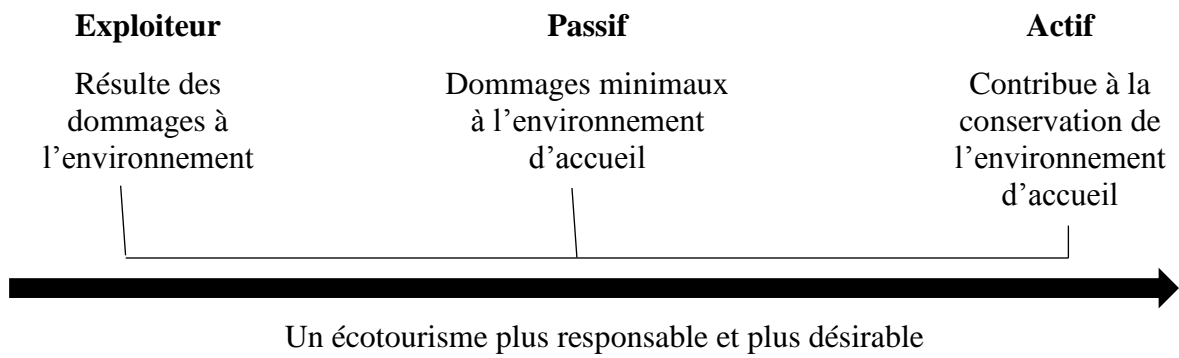 Exploiteur
Résulte des
dommages à
l’environnement
Passif
Dommages minimaux
à l’environnement
d’accueil
Actif
Contribue à la
conservation de
l’environnement
d’accueil
Un écotourisme plus responsable et plus désirable